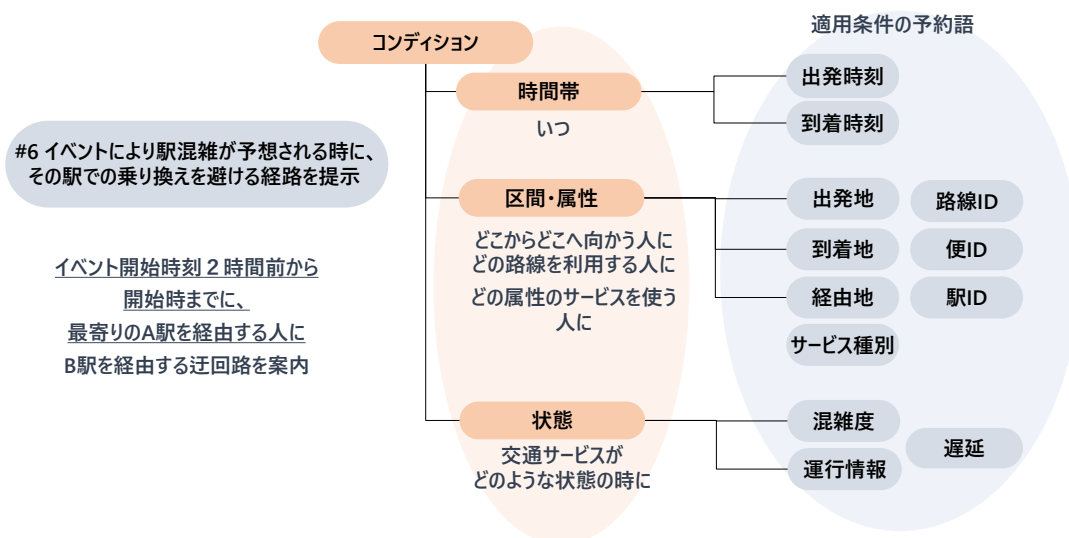 適用条件の予約語
コンディション
時間帯
いつ
出発時刻
到着時刻
#6 イベントにより駅混雑が予想される時に、
その駅での乗り換えを避ける経路を提示
イベント開始時刻２時間前から
開始時までに、
最寄りのA駅を経由する人に
B駅を経由する迂回路を案内
区間・属性
どこからどこへ向かう人に
どの路線を利用する人に
どの属性のサービスを使う
人に
出発地
路線ID
到着地
便ID
経由地
駅ID
サービス種別
状態
交通サービスが
どのような状態の時に
混雑度
遅延
運行情報